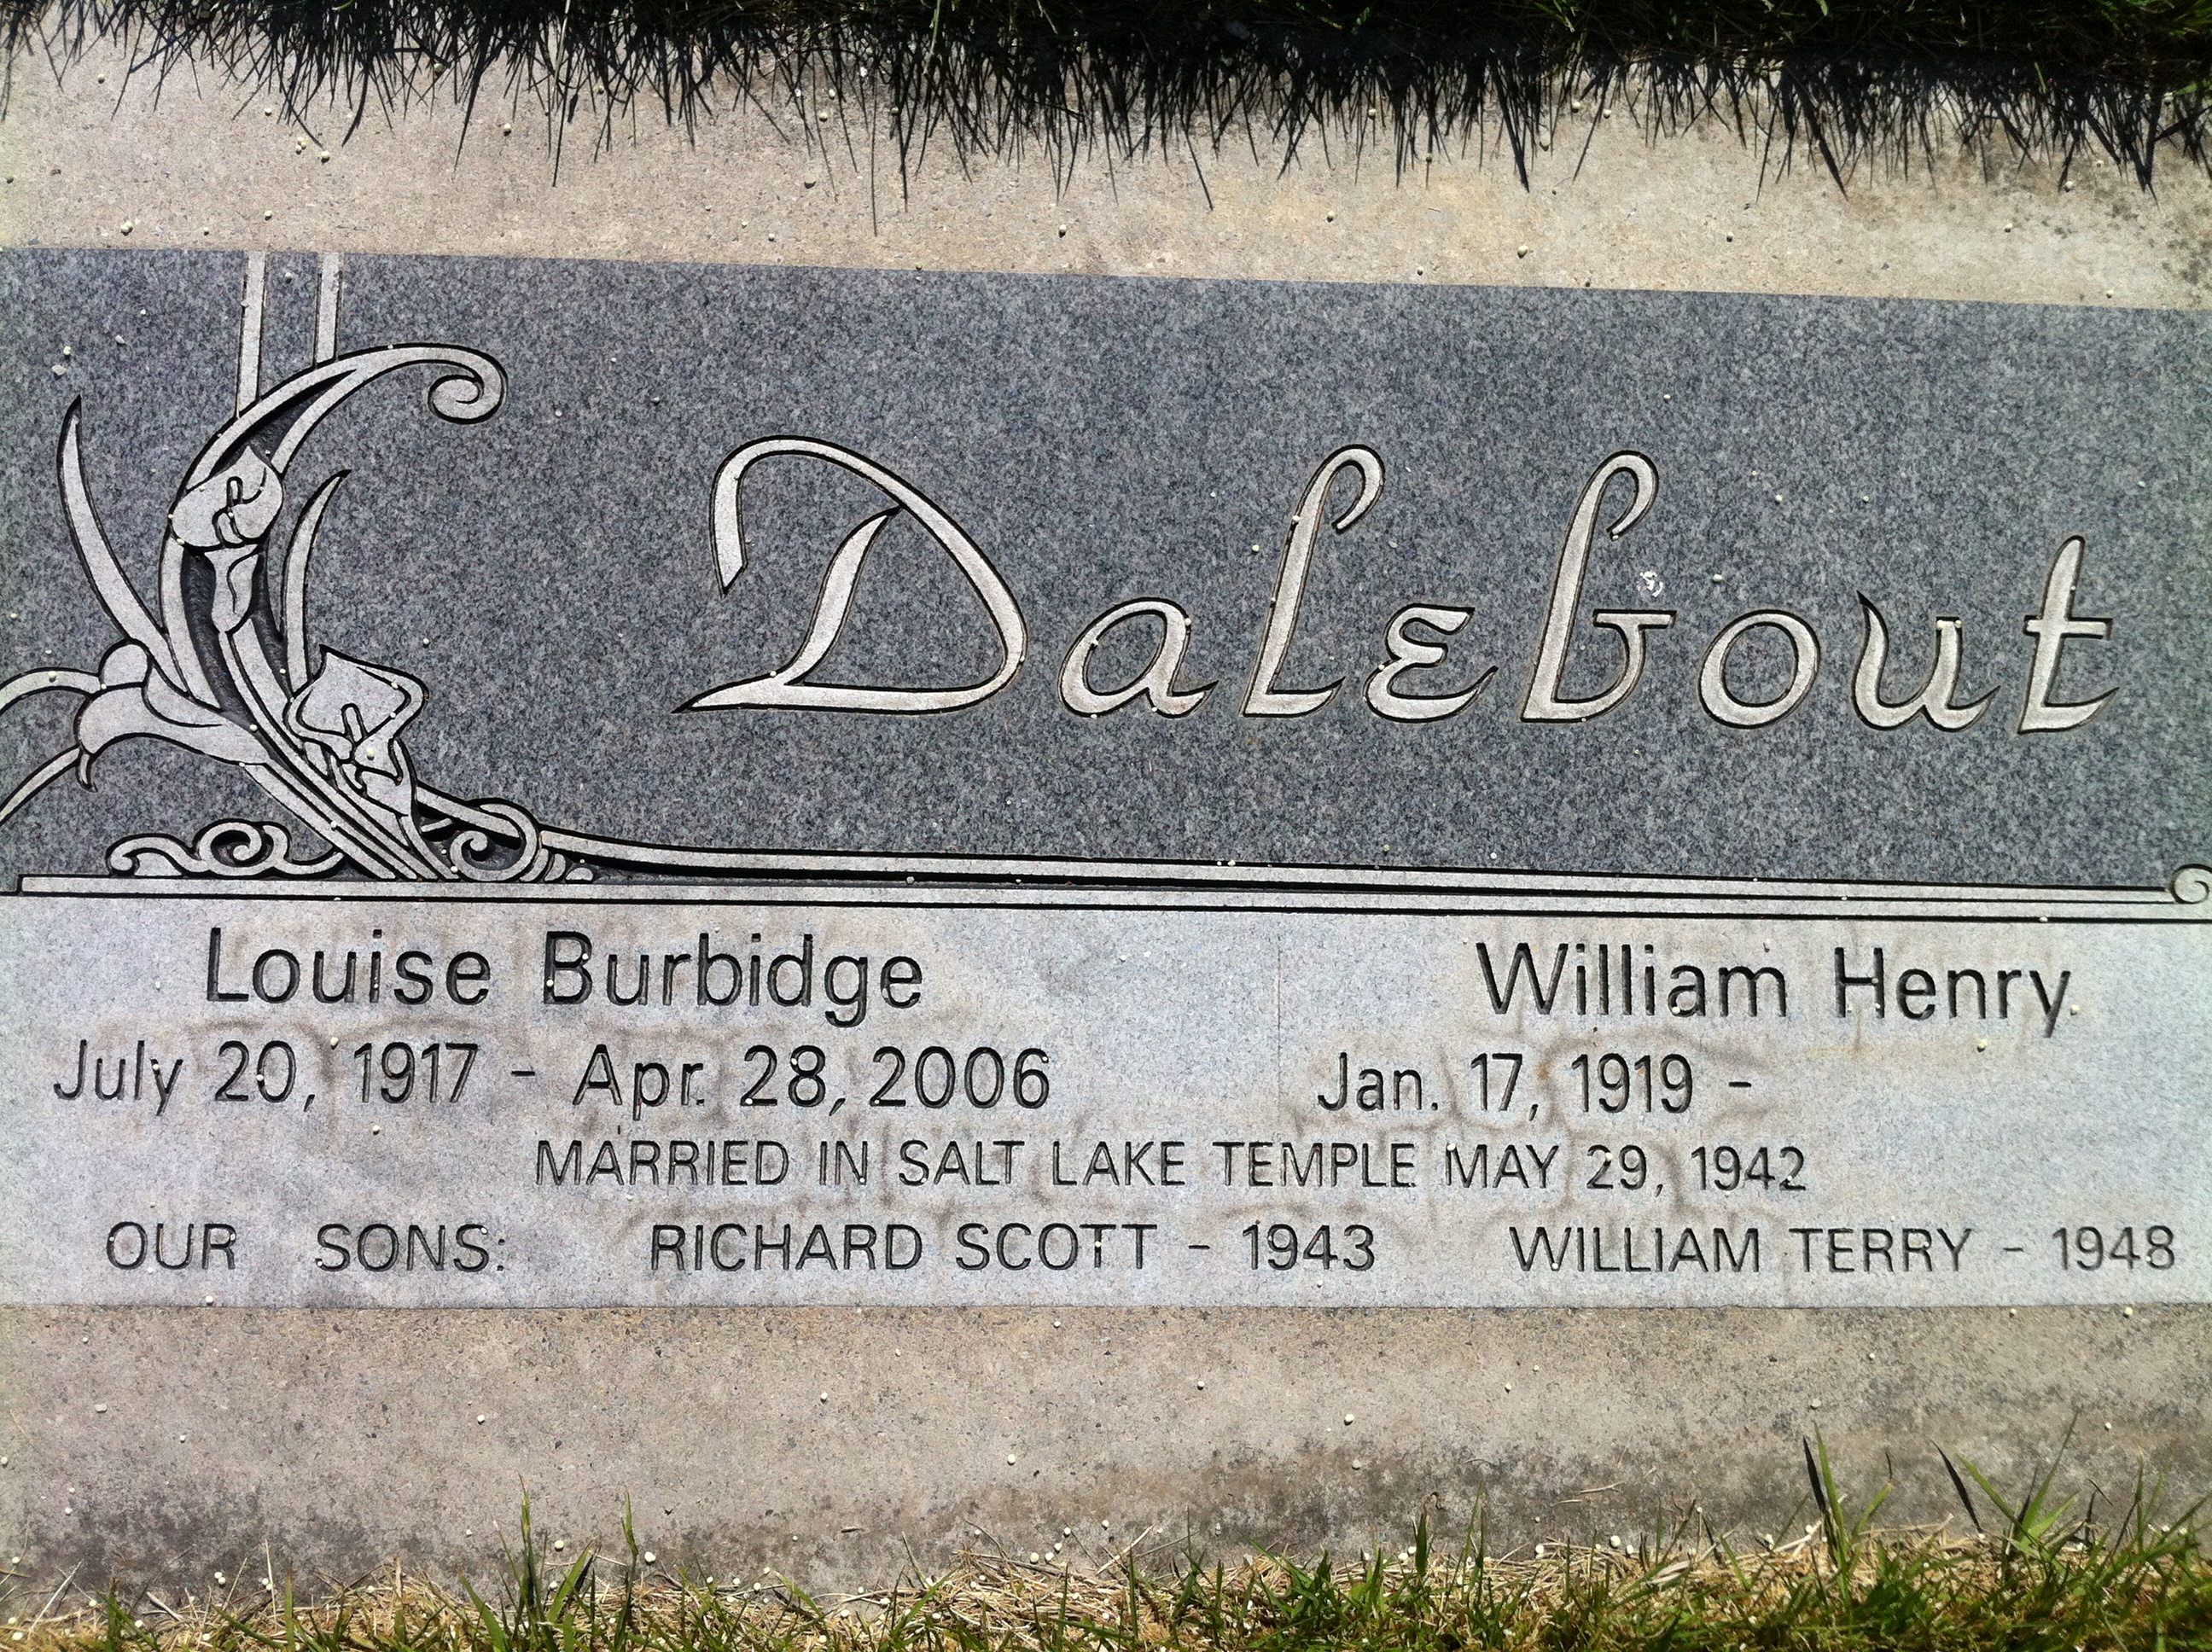 Dalebout
Louise Burbidge
July 20, 1917 - Apr. 28, 2006
William Henry
Jan. 17, 1919 -
MARRIED IN SALT LAKE TEMPLE MAY 29, 1942
OUR SONS: RICHARD SCOTT - 1943 WILLIAM TERRY - 1948